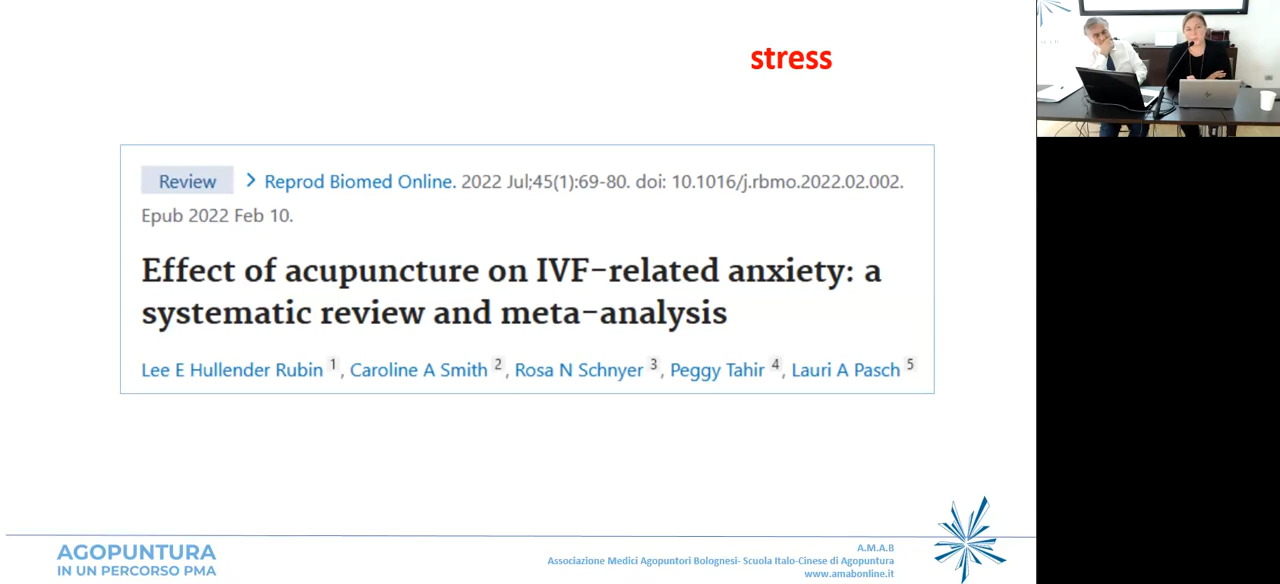 stress
Review > Reprod Biomed Online. 2022 Jul;45(1):69-80. doi: 10.1016/j.rbmo.2022.02.002.
Epub 2022 Feb 10.
Effect of acupuncture on IVF-related anxiety: a
systematic review and meta-analysis
Lee E Hullender Rubin 1, Caroline A Smith 2, Rosa N Schnyer 3, Peggy Tahir 4, Lauri A Pasch 5
AGOPUNTURA
IN UN PERCORSO PMA
A.M.A.B
Associazione Medici Agopuntori Bolognesi- Scuola Italo-Cinese di Agopuntura
www.amabonline.it